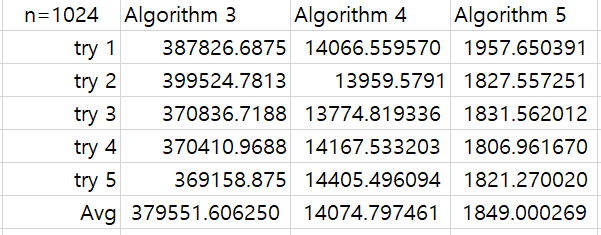 n=1024 Algorithm 3 Algorithm 4 Algorithm 5
try 1 387826.6875 14066.559570 1957.650391
try 2 399524.7813 13959.5791 1827.557251
try 3 370836.7188 13774.819336 1831.562012
try 4 370410.9688 14167.533203 1806.961670
try 5 369158.875 14405.496094 1821.270020
Avg 379551.606250 14074.797461 1849.000269